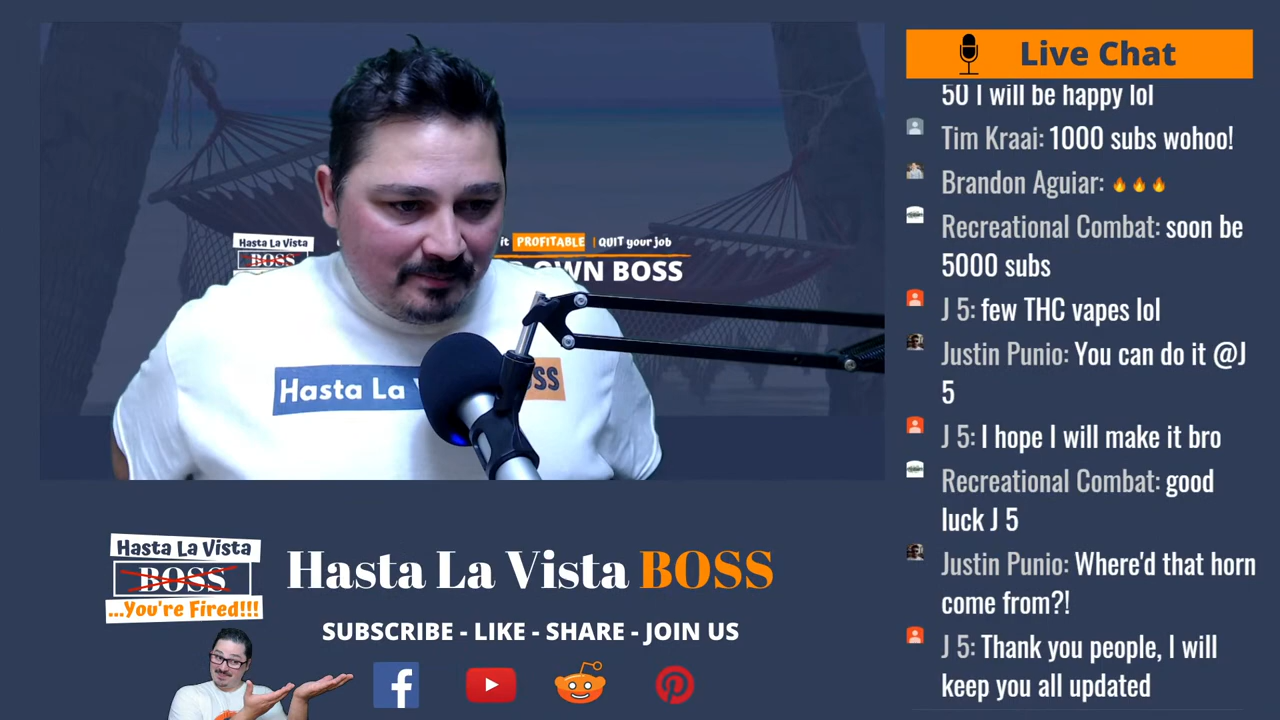 Live Chat
50 I will be happy lol
Tim Kraai: 1000 subs wohoo!
Brandon Aguiar: 🔥🔥🔥
Recreational Combat: soon be
5000 subs
J 5: few THC vapes lol
Justin Punio: You can do it @J
5
J 5: I hope I will make it bro
Recreational Combat: good
luck J 5
Justin Punio: Where'd that horn
come from?!
J 5: Thank you people, I will
keep you all updated
Hasta La Vista
BOSS
it PROFITABLE | QUIT your job
OWN BOSS
Hasta La
Hasta La Vista
BOSS
...You're Fired!!!
Hasta La Vista BOSS
SUBSCRIBE - LIKE - SHARE - JOIN US